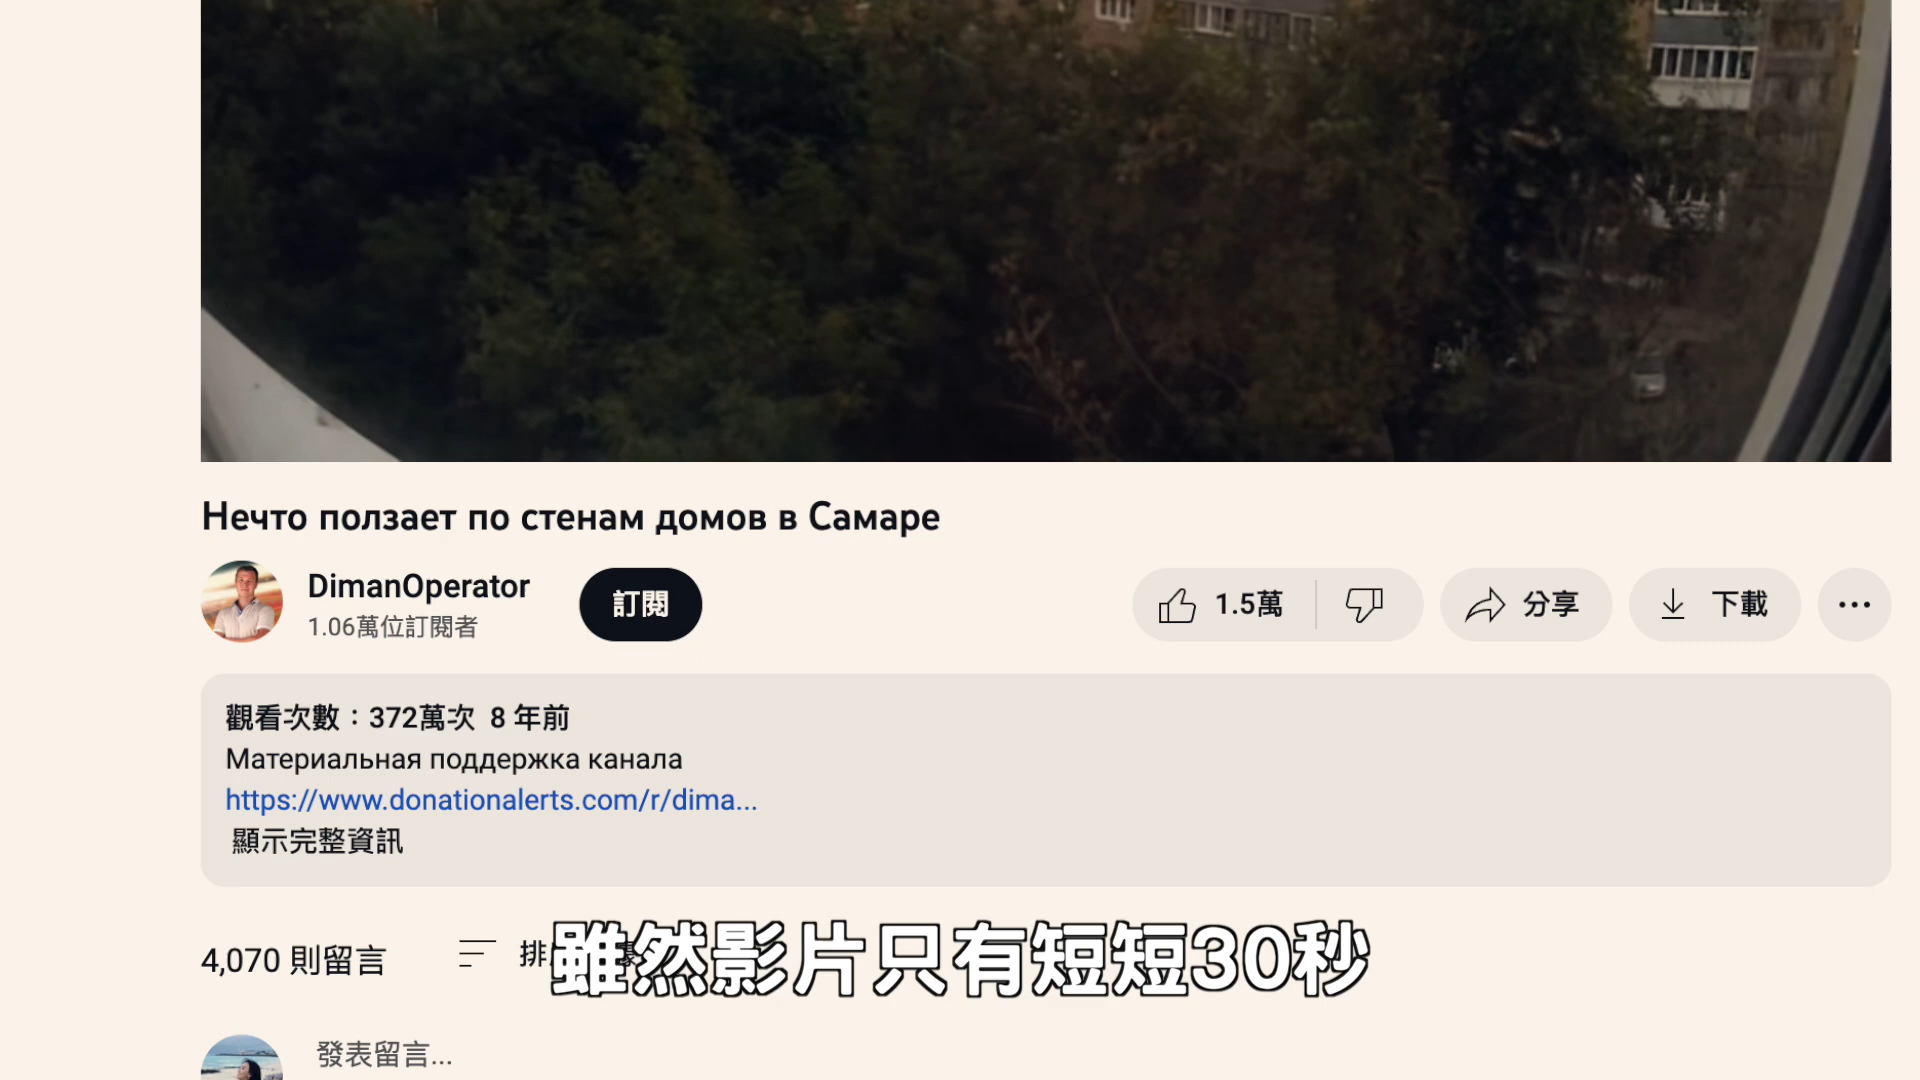 Нечто ползает по стенам домов в Самаре
DimanOperator
1.06萬位訂閱者
訂閱
1.5萬
分享
下載
觀看次數：372萬次 8 年前
Материальная поддержка канала
https://www.donationalerts.com/r/dima...
顯示完整資訊
4,070 則留言
排
雖然影片只有短短30秒
發表留言...